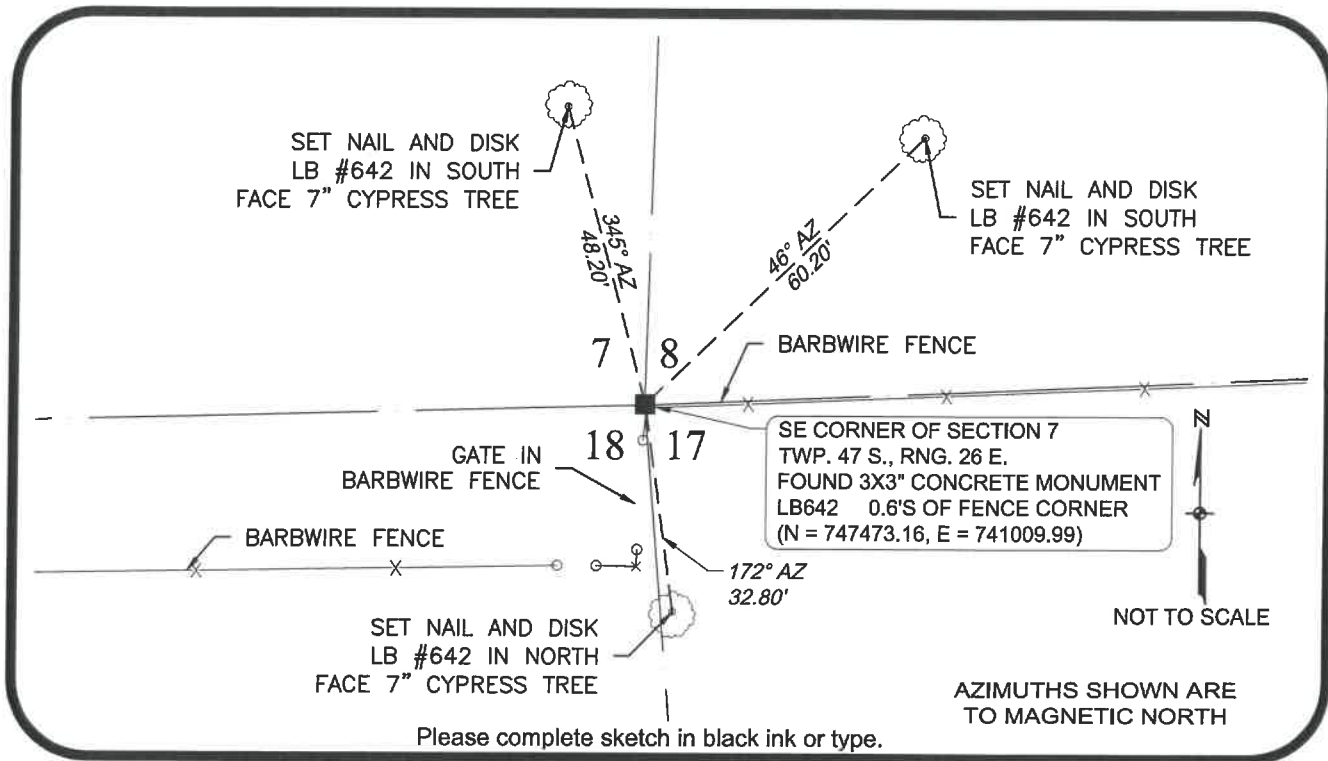 SET NAIL AND DISK
LB #642 IN SOUTH
FACE 7" CYPRESS TREE
SET NAIL AND DISK
LB #642 IN SOUTH
FACE 7" CYPRESS TREE
345° AZ
48.20'
46° AZ
60.20'
7 8
BARBWIRE FENCE
18 17
SE CORNER OF SECTION 7
TWP. 47 S., RNG. 26 E.
FOUND 3X3" CONCRETE MONUMENT
LB642 0.6'S OF FENCE CORNER
(N = 747473.16, E = 741009.99)
N
GATE IN
BARBWIRE FENCE
BARBWIRE FENCE
172° AZ
32.80'
NOT TO SCALE
SET NAIL AND DISK
LB #642 IN NORTH
FACE 7" CYPRESS TREE
AZIMUTHS SHOWN ARE
TO MAGNETIC NORTH
Please complete sketch in black ink or type.